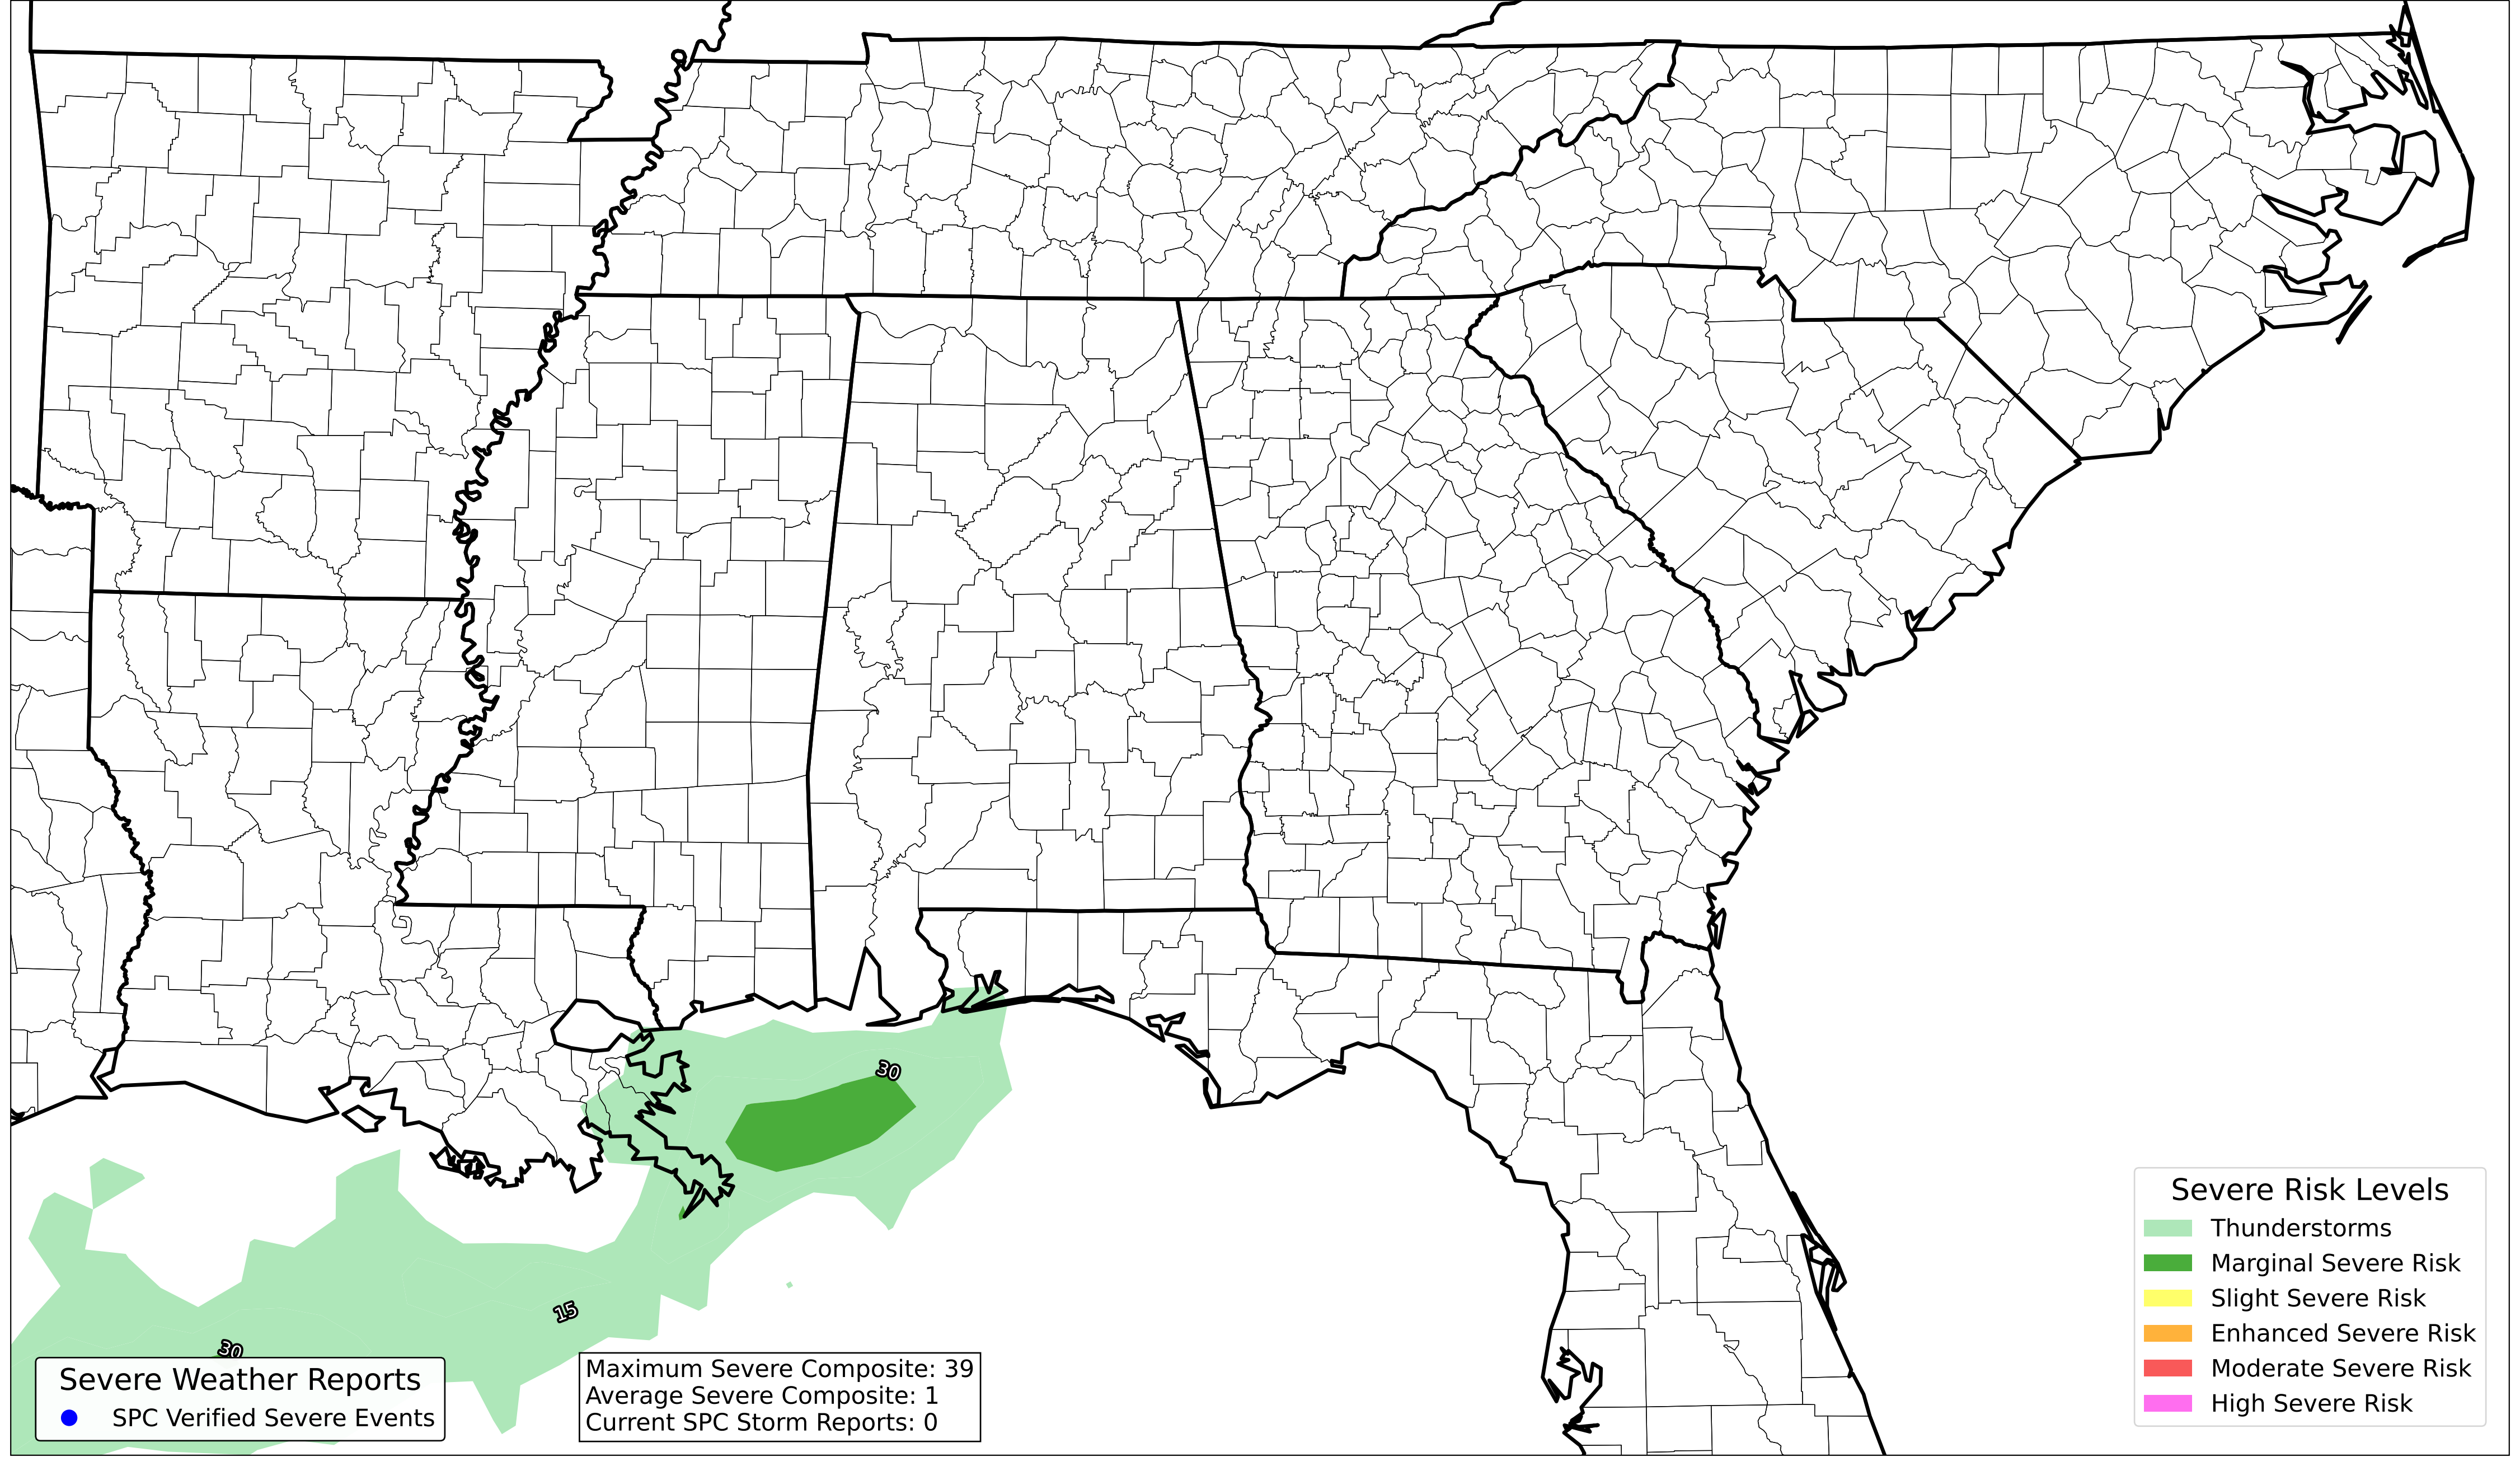 30
15
30
Severe Weather Reports
SPC Verified Severe Events
Maximum Severe Composite: 39
Average Severe Composite: 1
Current SPC Storm Reports: 0
Severe Risk Levels
Thunderstorms
Marginal Severe Risk
Slight Severe Risk
Enhanced Severe Risk
Moderate Severe Risk
High Severe Risk